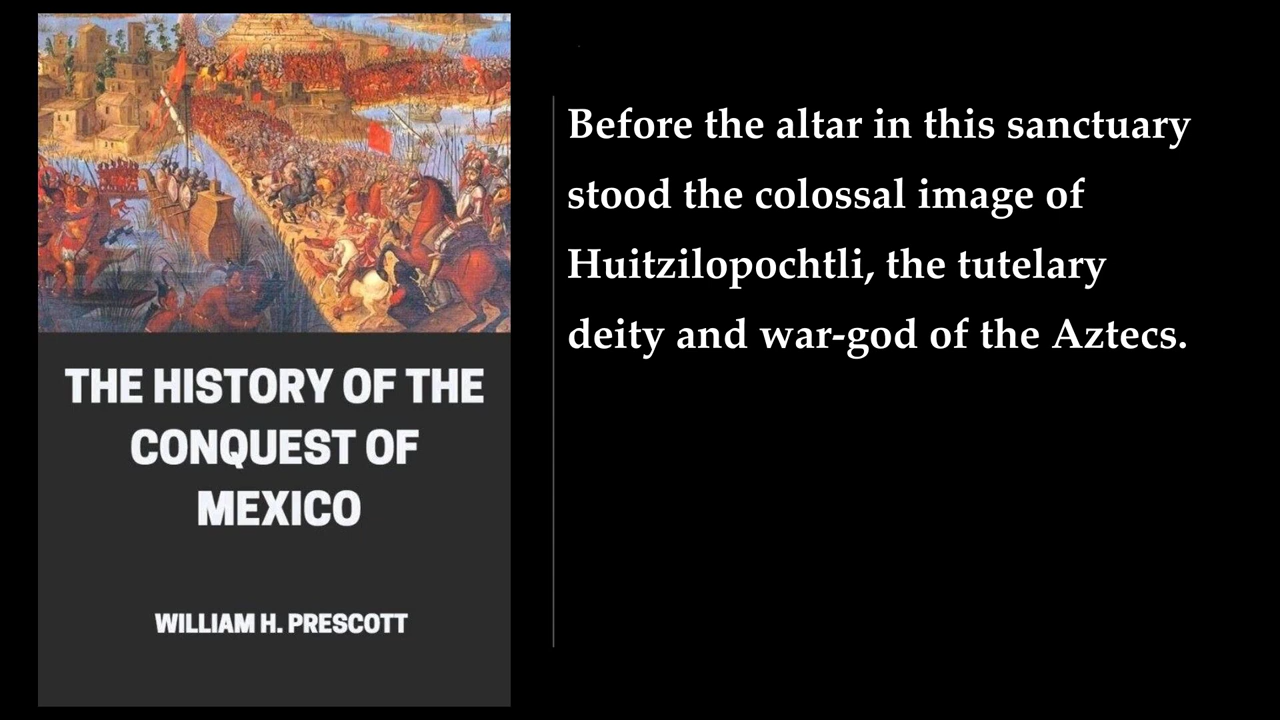 THE HISTORY OF THE
CONQUEST OF
MEXICO
WILLIAM H. PRESCOTT
Before the altar in this sanctuary
stood the colossal image of
Huitzilopochtli, the tutelary
deity and war-god of the Aztecs.